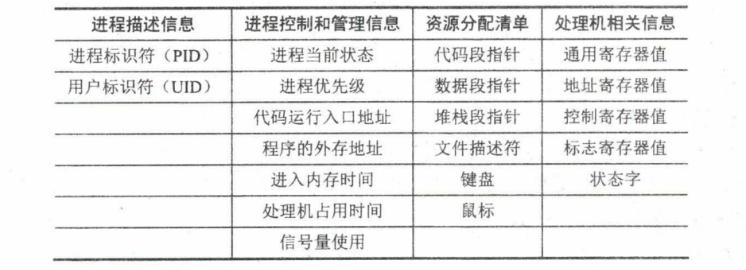 进程描述信息 进程控制和管理信息 资源分配清单 处理机相关信息
进程标识符（PID） 进程当前状态 代码段指针 通用寄存器值
用户标识符（UID） 进程优先级 数据段指针 地址寄存器值
代码运行入口地址 堆栈段指针 控制寄存器值
程序的外存地址 文件描述符 标志寄存器值
进入内存时间 键盘 状态字
处理机占用时间 鼠标
信号量使用